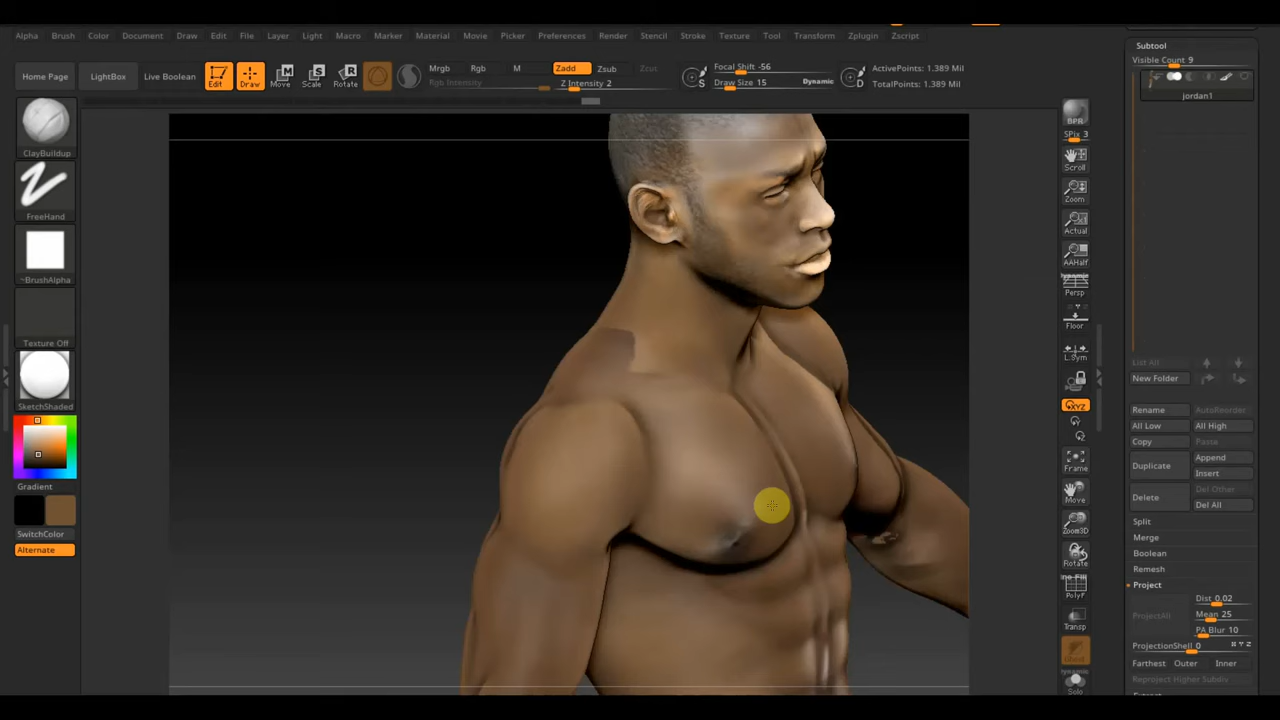 Alpha Brush Color Document Draw Edit File Layer Light Macro Marker Material Movie Picker Preferences Render Stencil Stroke Texture Tool Transform Zplugin Zscript
Home Page LightBox Live Boolean Edit Draw Move Scale Rotate
Mrgb Rgb M Zadd Zsub Zcut
Rgb Intensity Z Intensity 2
Focal Shift -56
Draw Size 15 Dynamic
S
D
ActivePoints: 1.389 Mil
TotalPoints: 1.389 Mil
ClayBuildup
FreeHand
~BrushAlpha
Texture Off
SketchShaded
Gradient
SwitchColor
Alternate
BPR
SPix 3
Scroll
Zoom
Actual
AAHalf
Dynamic
Persp
Floor
L.Sym
XYZ
Y
Z
Frame
Move
Zoom3D
Rotate
Line Fill
PolyF
Transp
Ghost
Dynamic
Solo
Subtool
Visible Count 9
jordan1
List All
New Folder
Rename AutoReorder
All Low All High
Copy Paste
Duplicate Append
Insert
Delete Del Other
Del All
Split
Merge
Boolean
Remesh
Project
ProjectAll Dist 0.02
Mean 25
PA Blur 10
ProjectionShell 0 X Y Z
Farthest Outer Inner
Reproject Higher Subdiv